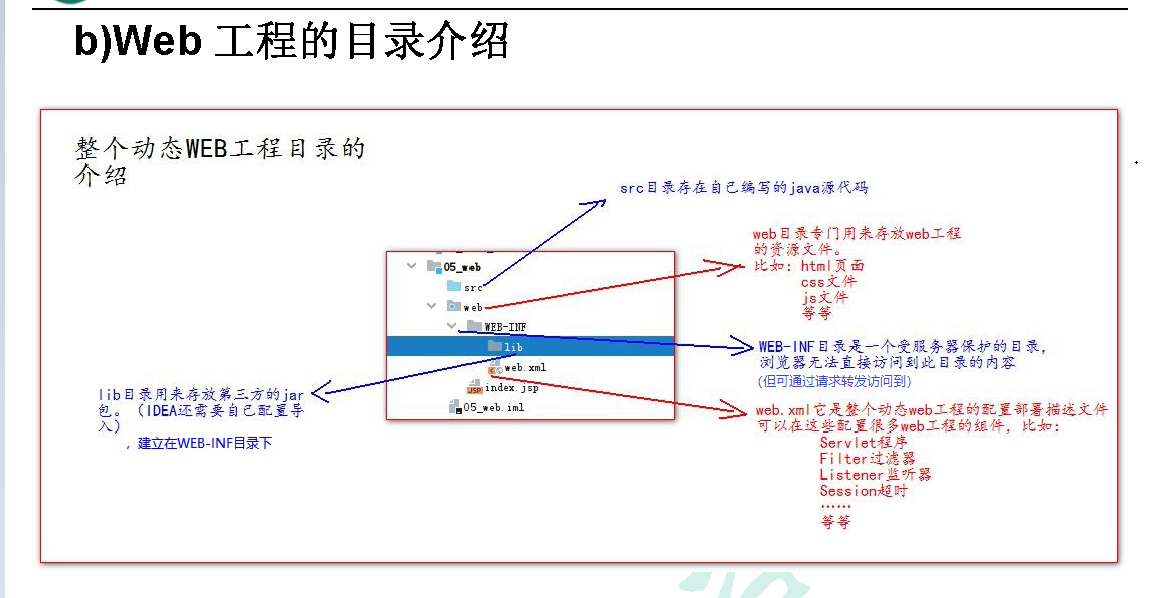 b)Web 工程的目录介绍
整个动态WEB工程目录的
介绍
src目录存在自己编写的java源代码
web目录专门用来存放web工程
的资源文件。
比如：html页面
css文件
js文件
等等
05_web
src
web
WEB-INF
lib
web.xml
index.jsp
05_web.iml
WEB-INF目录是一个受服务器保护的目录，
浏览器无法直接访问到此目录的内容
（但可通过请求转发访问到）
lib目录用来存放第三方的jar
包。（IDEA还需要自己配置导
入）
，建立在WEB-INF目录下
web.xml它是整个动态web工程的配置部署描述文件
可以在这些配置很多web工程的组件，比如：
Servlet程序
Filter过滤器
Listener监听器
Session超时
......
等等